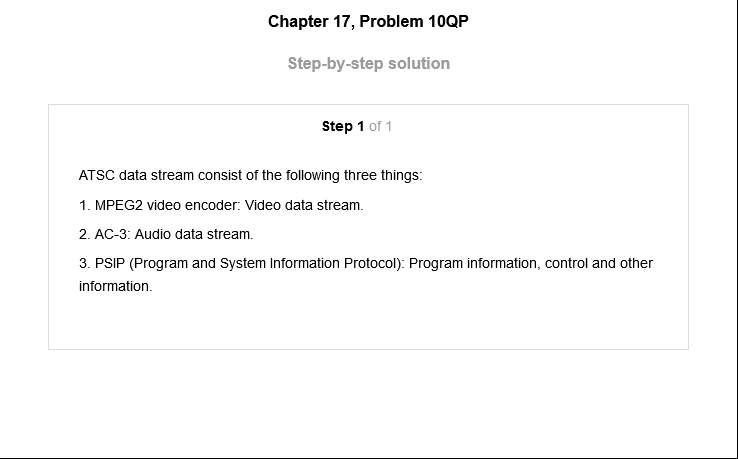 Chapter 17, Problem 10QP
Step-by-step solution
Step 1 of 1
ATSC data stream consist of the following three things:
1. MPEG2 video encoder: Video data stream.
2. AC-3: Audio data stream.
3. PSIP (Program and System Information Protocol): Program information, control and other
information.